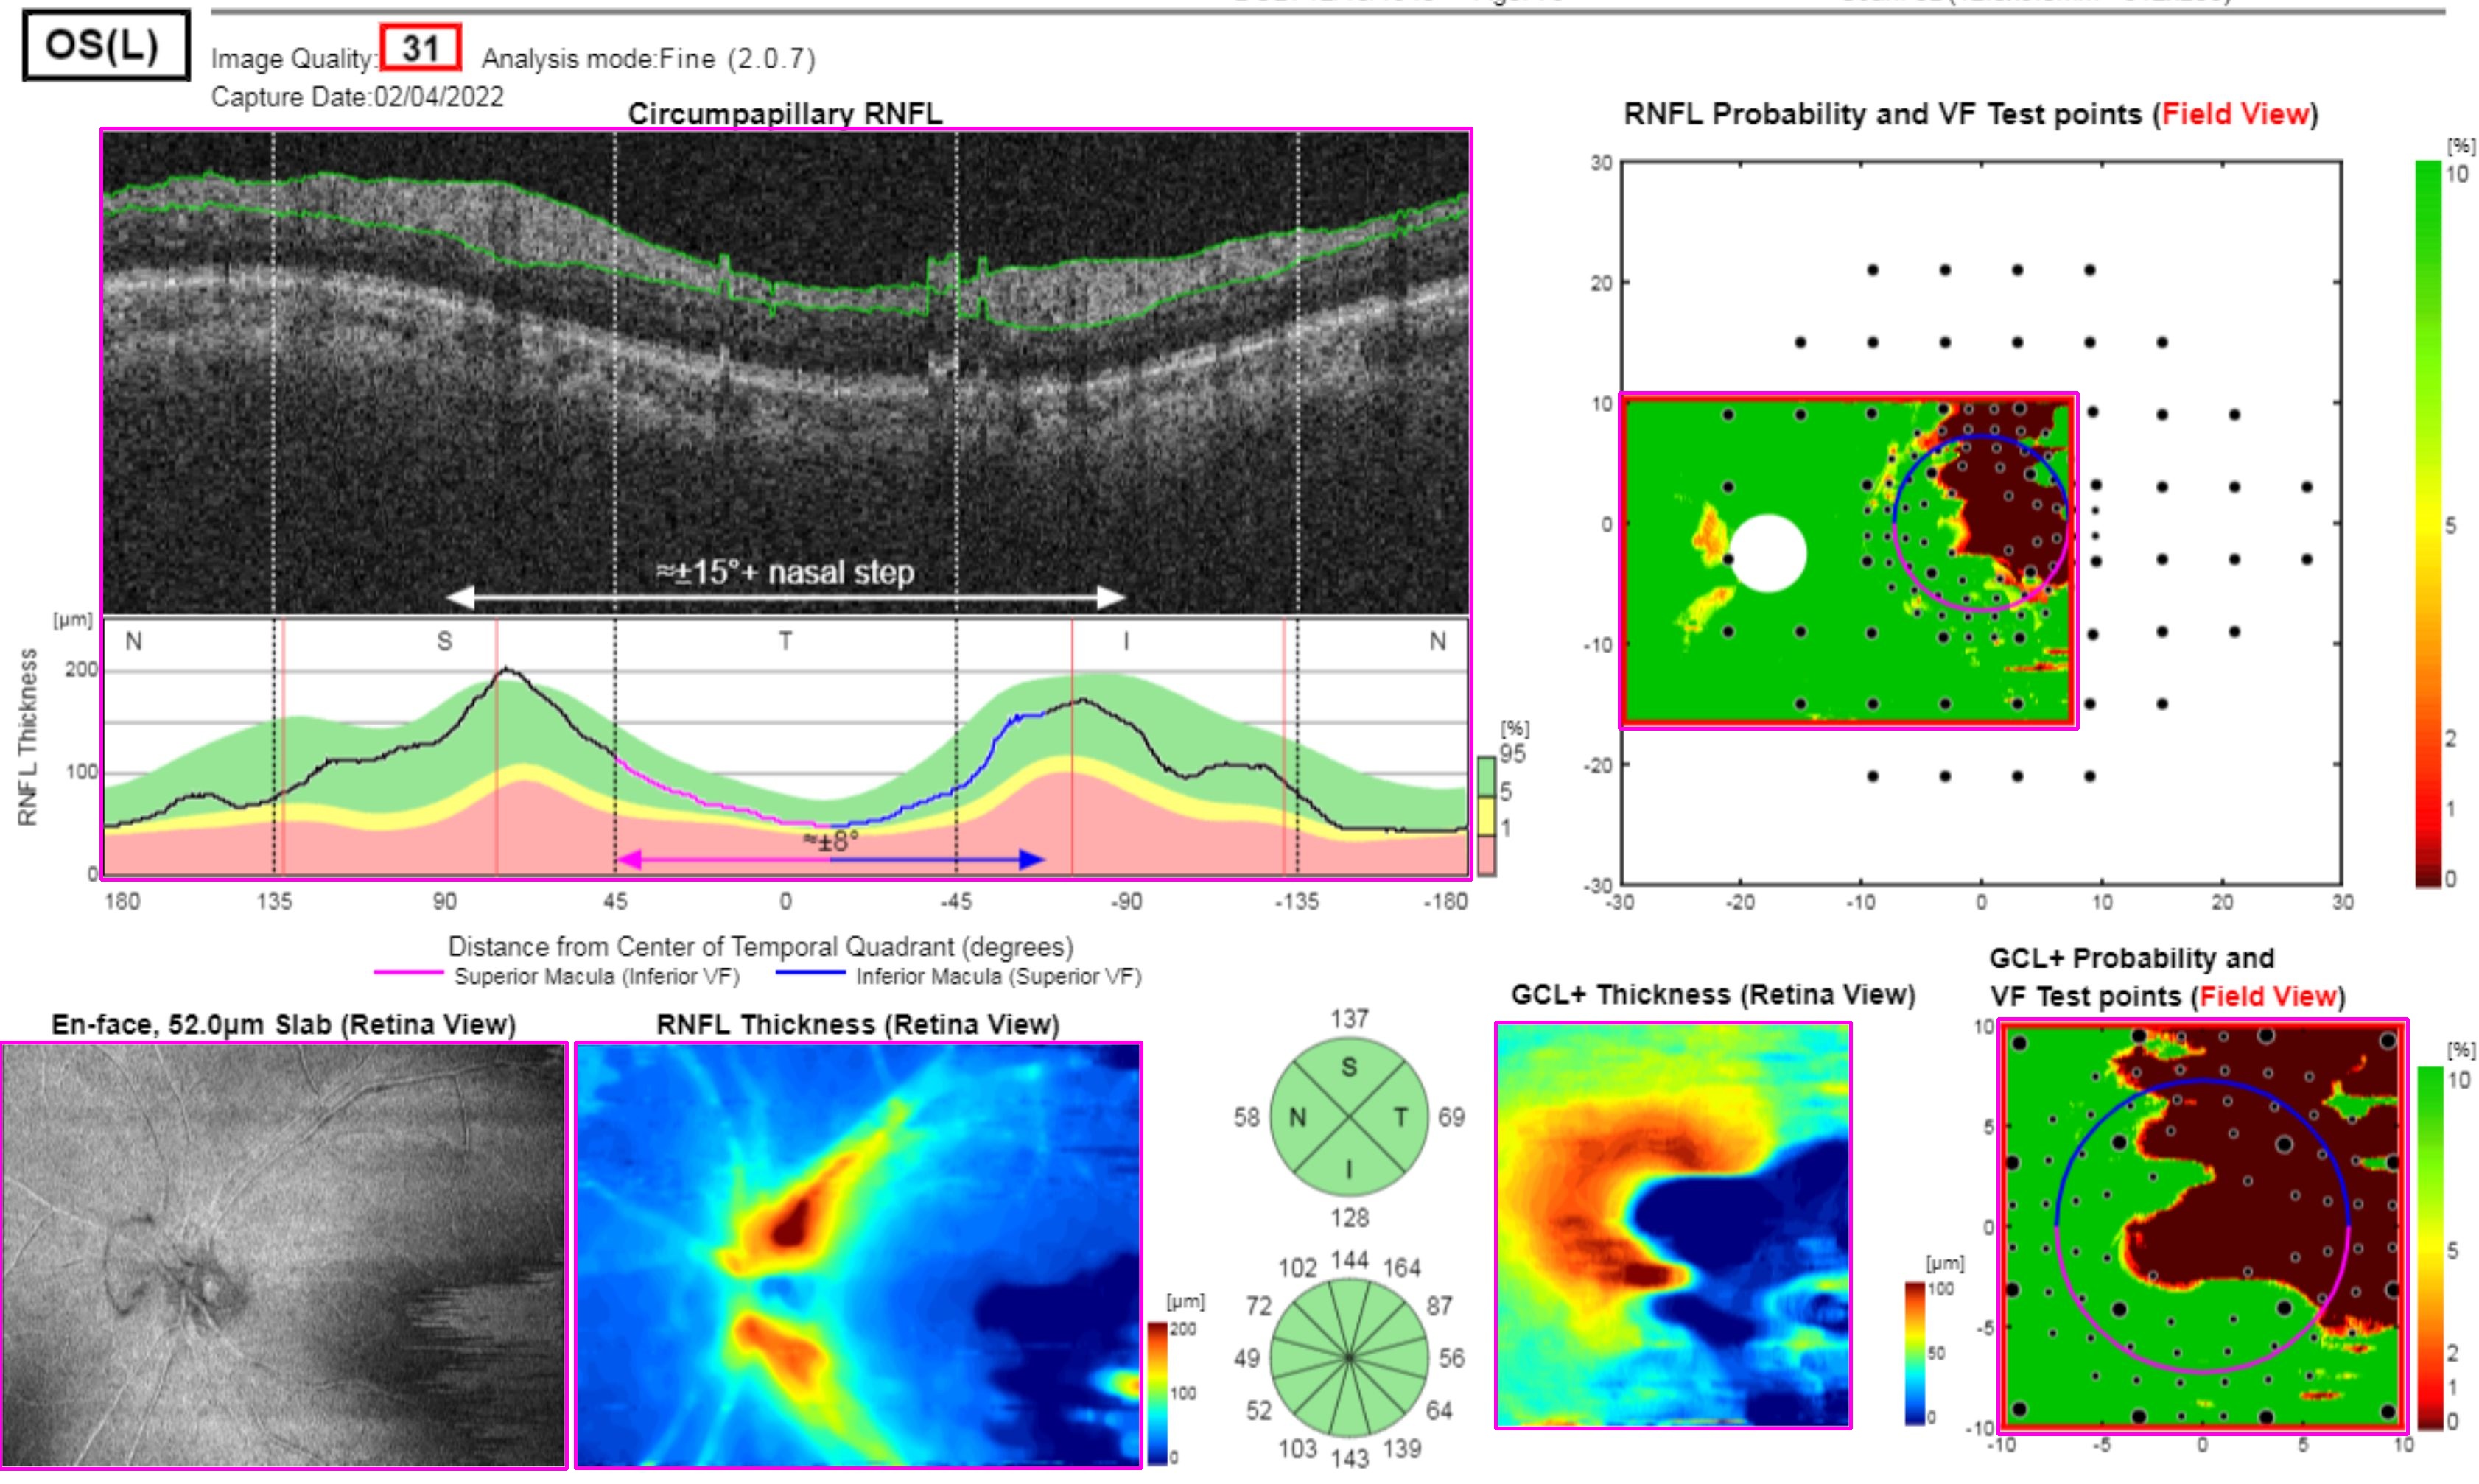 OS(L)
Image Quality: 31 Analysis mode:Fine (2.0.7)
Capture Date:02/04/2022
Circumpapillary RNFL
≈±15°+ nasal step
[µm]
N S T I N
200
100
0
RNFL Thickness
≈±8°
[%]
95
5
1
180 135 90 45 0 -45 -90 -135 -180
Distance from Center of Temporal Quadrant (degrees)
Superior Macula (Inferior VF) Inferior Macula (Superior VF)
RNFL Probability and VF Test points (Field View)
30
20
10
0
-10
-20
-30
-30 -20 -10 0 10 20 30
[%]
10
5
2
1
0
En-face, 52.0µm Slab (Retina View)
RNFL Thickness (Retina View)
[µm]
200
100
0
137
S
58 N T 69
I
128
102 144 164
72 87
49 56
52 64
103 143 139
GCL+ Thickness (Retina View)
[µm]
100
50
0
GCL+ Probability and
VF Test points (Field View)
10
5
0
-5
-10
-10 -5 0 5 10
[%]
10
5
2
1
0